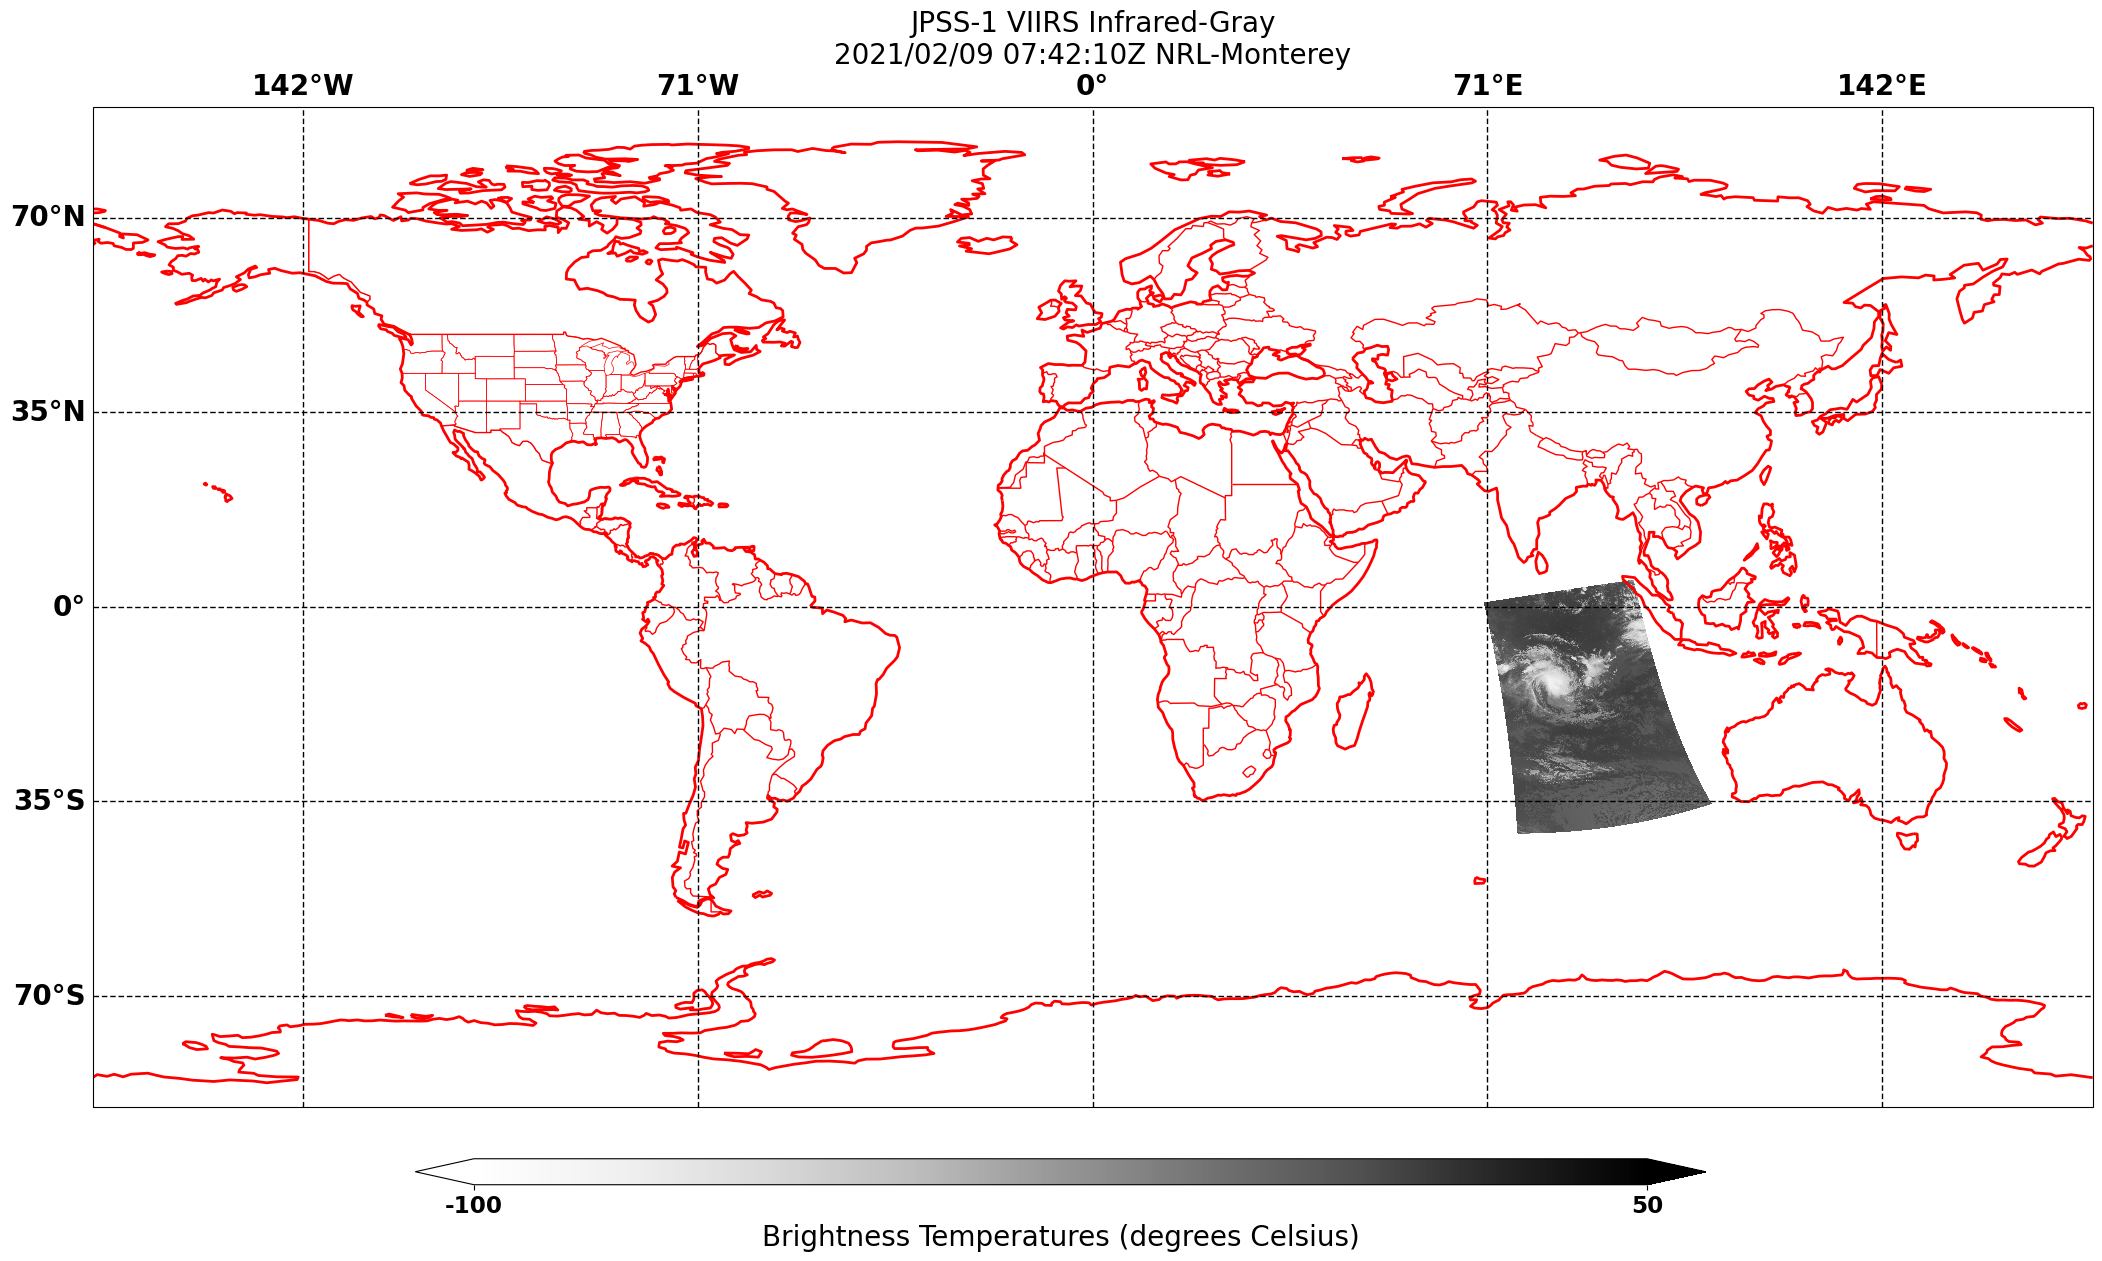 JPSS-1 VIIRS Infrared-Gray
2021/02/09 07:42:10Z NRL-Monterey
142°W 71°W 0° 71°E 142°E
70°N
35°N
0°
35°S
70°S
-100 50
Brightness Temperatures (degrees Celsius)